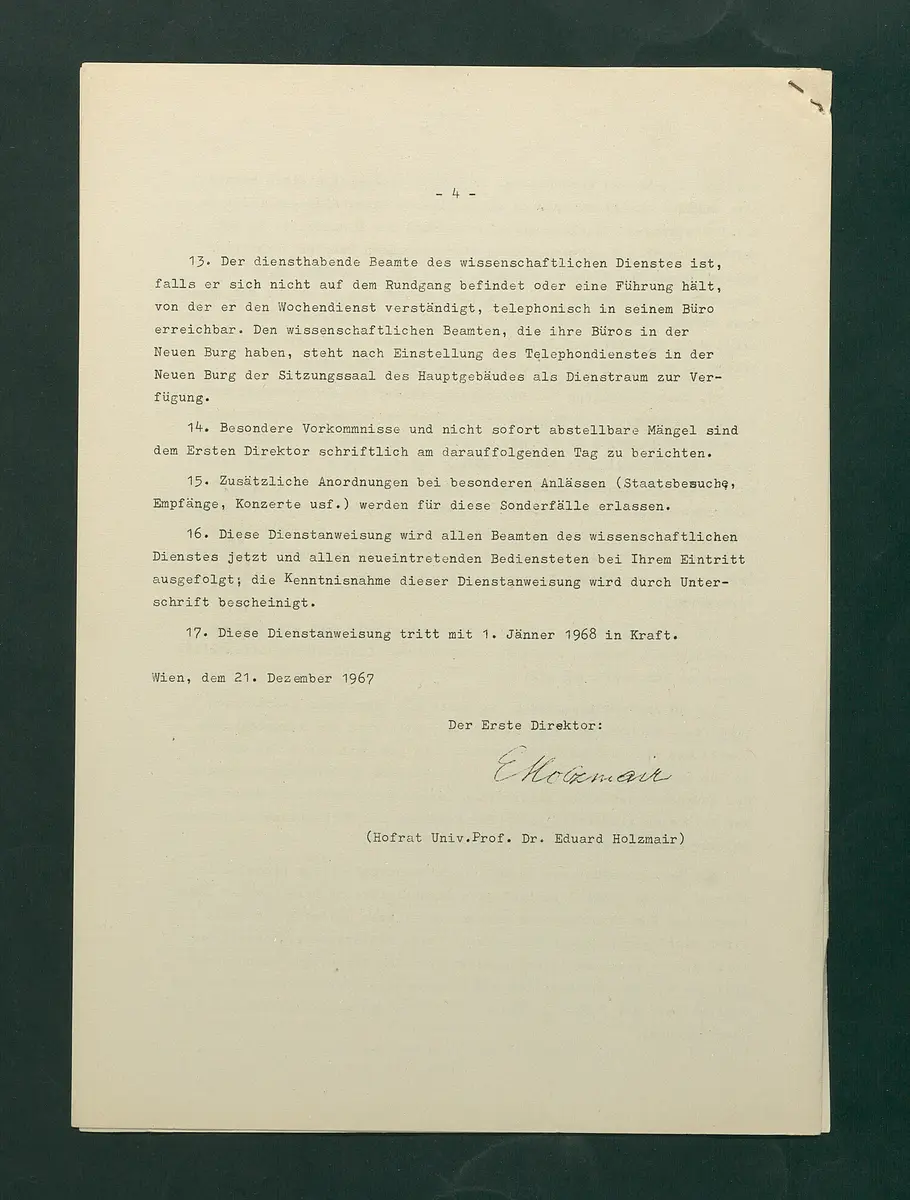 - 4 -
13. Der diensthabende Beamte des wissenschaftlichen Dienstes ist,
falls er sich nicht auf dem Rundgang befindet oder eine Führung hält,
von der er den Wochendienst verständigt, telephonisch in seinem Büro
erreichbar. Den wissenschaftlichen Beamten, die ihre Büros in der
Neuen Burg haben, steht nach Einstellung des Telephondienstes in der
Neuen Burg der Sitzungssaal des Hauptgebäudes als Dienstraum zur Ver-
fügung.
14. Besondere Vorkommnisse und nicht sofort abstellbare Mängel sind
dem Ersten Direktor schriftlich am darauffolgenden Tag zu berichten.
15. Zusätzliche Anordnungen bei besonderen Anlässen (Staatsbesuche,
Empfänge, Konzerte usf.) werden für diese Sonderfälle erlassen.
16. Diese Dienstanweisung wird allen Beamten des wissenschaftlichen
Dienstes jetzt und allen neueintretenden Bediensteten bei Ihrem Eintritt
ausgefolgt; die Kenntnisnahme dieser Dienstanweisung wird durch Unter-
schrift bescheinigt.
17. Diese Dienstanweisung tritt mit 1. Jänner 1968 in Kraft.
Wien, dem 21. Dezember 1967
Der Erste Direktor:
EHolzmair
(Hofrat Univ.Prof. Dr. Eduard Holzmair)